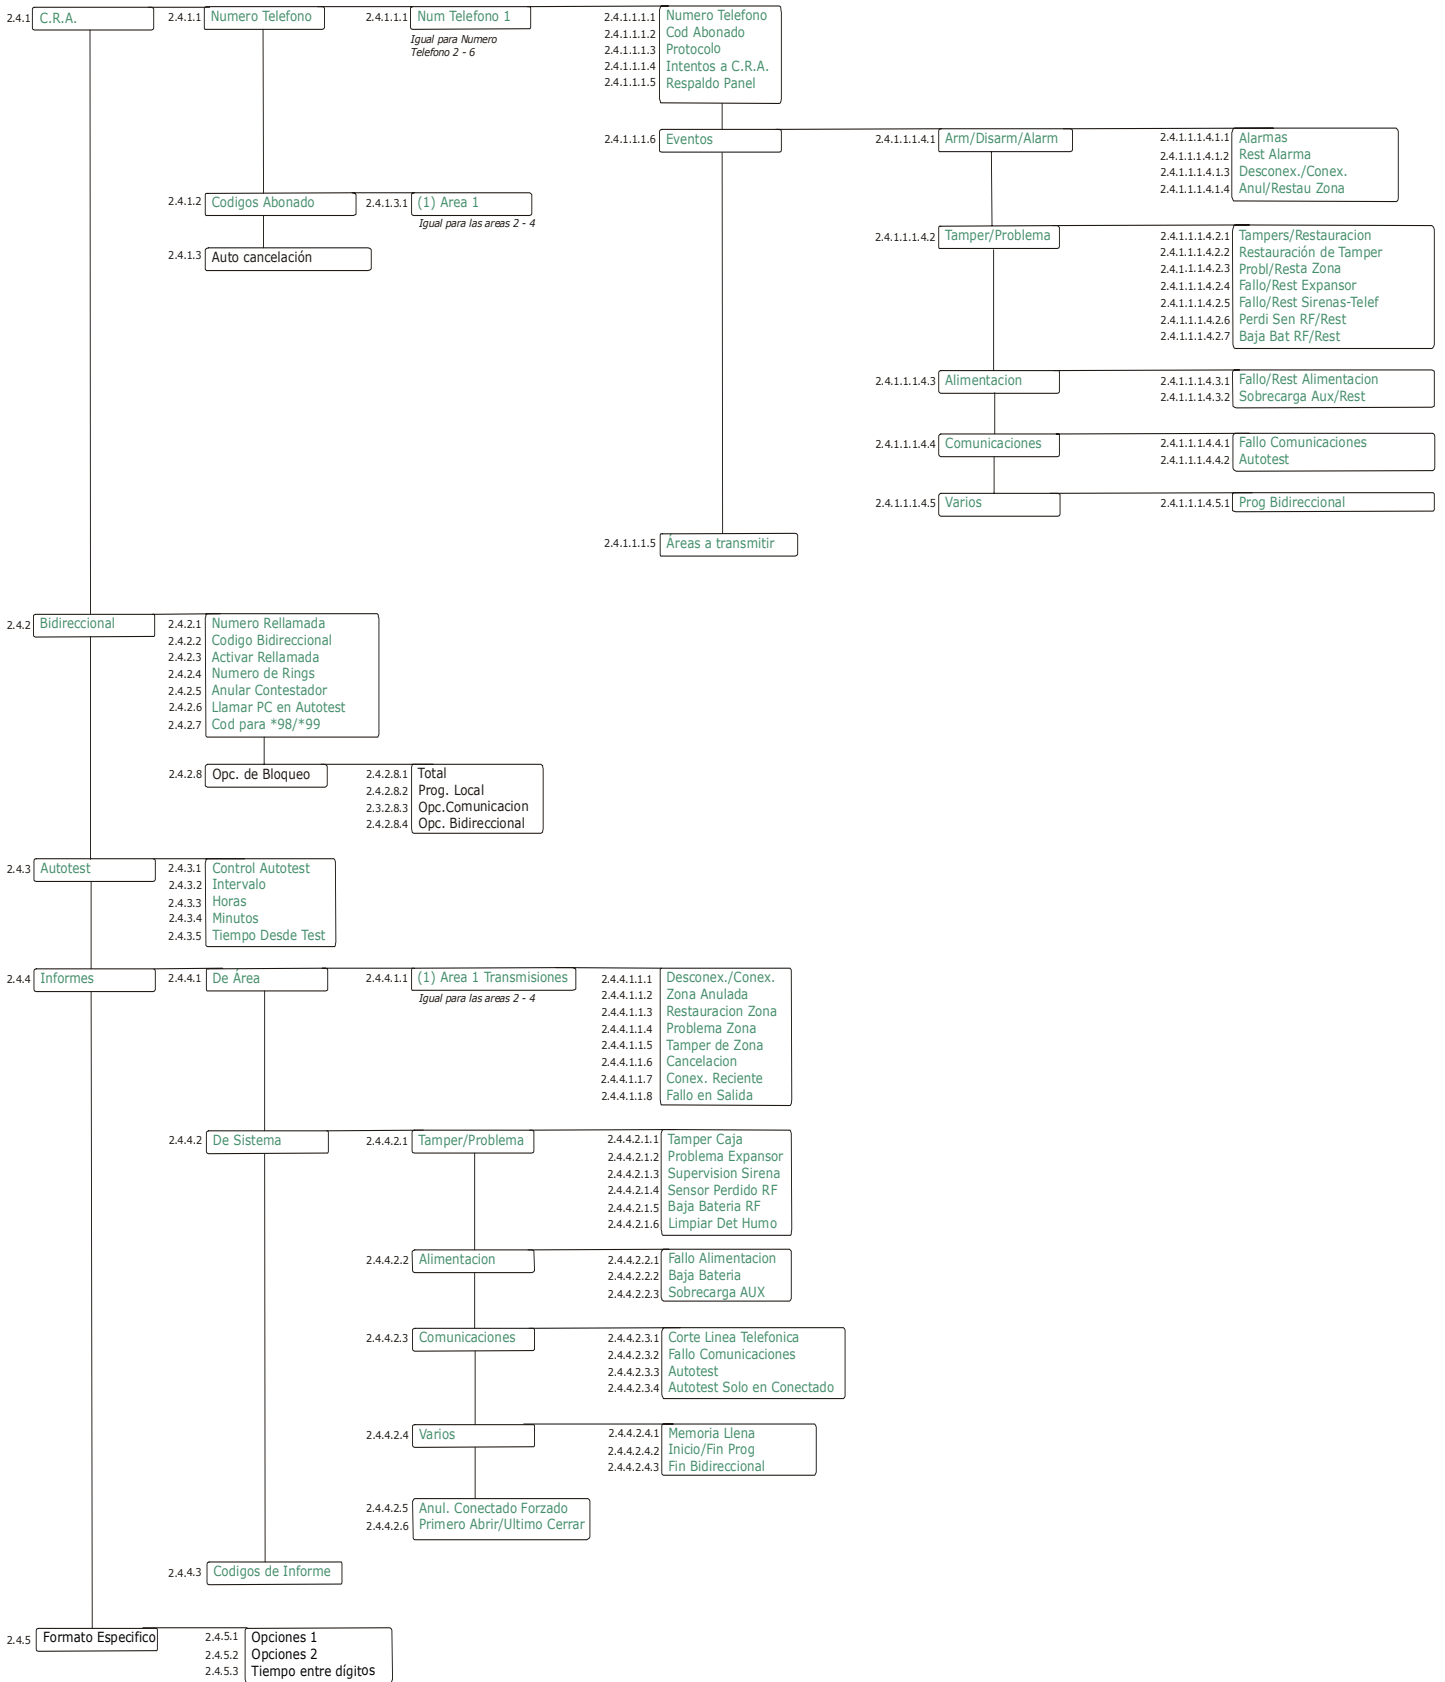 2.4.1 C.R.A.
2.4.1.1 Numero Telefono
2.4.1.1.1 Num Telefono 1
Igual para Numero
Telefono 2 - 6
2.4.1.1.1.1 Numero Telefono
2.4.1.1.1.2 Cod Abonado
2.4.1.1.1.3 Protocolo
2.4.1.1.1.4 Intentos a C.R.A.
2.4.1.1.1.5 Respaldo Panel
2.4.1.1.1.6 Eventos
2.4.1.1.1.4.1 Arm/Disarm/Alarm
2.4.1.1.1.4.1.1 Alarmas
2.4.1.1.1.4.1.2 Rest Alarma
2.4.1.1.1.4.1.3 Desconex./Conex.
2.4.1.1.1.4.1.4 Anul/Restau Zona
2.4.1.2 Codigos Abonado
2.4.1.3.1 (1) Area 1
Igual para las areas 2 - 4
2.4.1.3 Auto cancelación
2.4.1.1.1.4.2 Tamper/Problema
2.4.1.1.1.4.2.1 Tampers/Restauracion
2.4.1.1.1.4.2.2 Restauración de Tamper
2.4.1.1.1.4.2.3 Probl/Resta Zona
2.4.1.1.1.4.2.4 Fallo/Rest Expansor
2.4.1.1.1.4.2.5 Fallo/Rest Sirenas-Telef
2.4.1.1.1.4.2.6 Perdi Sen RF/Rest
2.4.1.1.1.4.2.7 Baja Bat RF/Rest
2.4.1.1.1.4.3 Alimentacion
2.4.1.1.1.4.3.1 Fallo/Rest Alimentacion
2.4.1.1.1.4.3.2 Sobrecarga Aux/Rest
2.4.1.1.1.4.4 Comunicaciones
2.4.1.1.1.4.4.1 Fallo Comunicaciones
2.4.1.1.1.4.4.2 Autotest
2.4.1.1.1.4.5 Varios
2.4.1.1.1.4.5.1 Prog Bidireccional
2.4.1.1.1.5 Áreas a transmitir
2.4.2 Bidireccional
2.4.2.1 Numero Rellamada
2.4.2.2 Codigo Bidireccional
2.4.2.3 Activar Rellamada
2.4.2.4 Numero de Rings
2.4.2.5 Anular Contestador
2.4.2.6 Llamar PC en Autotest
2.4.2.7 Cod para *98/*99
2.4.2.8 Opc. de Bloqueo
2.4.2.8.1 Total
2.4.2.8.2 Prog. Local
2.3.2.8.3 Opc.Comunicacion
2.4.2.8.4 Opc. Bidireccional
2.4.3 Autotest
2.4.3.1 Control Autotest
2.4.3.2 Intervalo
2.4.3.3 Horas
2.4.3.4 Minutos
2.4.3.5 Tiempo Desde Test
2.4.4 Informes
2.4.4.1 De Área
2.4.4.1.1 (1) Area 1 Transmisiones
Igual para las areas 2 - 4
2.4.4.1.1.1 Desconex./Conex.
2.4.4.1.1.2 Zona Anulada
2.4.4.1.1.3 Restauracion Zona
2.4.4.1.1.4 Problema Zona
2.4.4.1.1.5 Tamper de Zona
2.4.4.1.1.6 Cancelacion
2.4.4.1.1.7 Conex. Reciente
2.4.4.1.1.8 Fallo en Salida
2.4.4.2 De Sistema
2.4.4.2.1 Tamper/Problema
2.4.4.2.1.1 Tamper Caja
2.4.4.2.1.2 Problema Expansor
2.4.4.2.1.3 Supervision Sirena
2.4.4.2.1.4 Sensor Perdido RF
2.4.4.2.1.5 Baja Bateria RF
2.4.4.2.1.6 Limpiar Det Humo
2.4.4.2.2 Alimentacion
2.4.4.2.2.1 Fallo Alimentacion
2.4.4.2.2.2 Baja Bateria
2.4.4.2.2.3 Sobrecarga AUX
2.4.4.2.3 Comunicaciones
2.4.4.2.3.1 Corte Linea Telefonica
2.4.4.2.3.2 Fallo Comunicaciones
2.4.4.2.3.3 Autotest
2.4.4.2.3.4 Autotest Solo en Conectado
2.4.4.2.4 Varios
2.4.4.2.4.1 Memoria Llena
2.4.4.2.4.2 Inicio/Fin Prog
2.4.4.2.4.3 Fin Bidireccional
2.4.4.2.5 Anul. Conectado Forzado
2.4.4.2.6 Primero Abrir/Ultimo Cerrar
2.4.4.3 Codigos de Informe
2.4.5 Formato Especifico
2.4.5.1 Opciones 1
2.4.5.2 Opciones 2
2.4.5.3 Tiempo entre dígitos